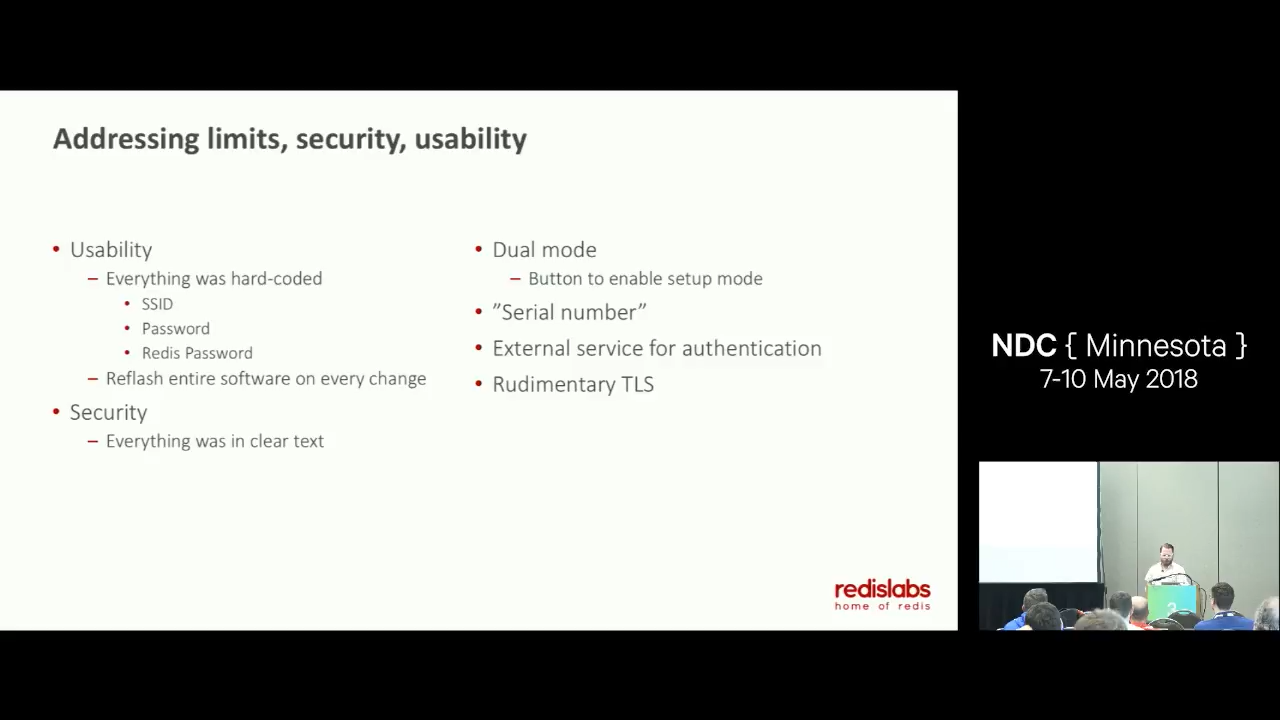 Addressing limits, security, usability
• Usability
– Everything was hard-coded
• SSID
• Password
• Redis Password
– Reflash entire software on every change
• Security
– Everything was in clear text
• Dual mode
– Button to enable setup mode
• ”Serial number”
• External service for authentication
• Rudimentary TLS
redislabs
home of redis
NDC { Minnesota }
7-10 May 2018